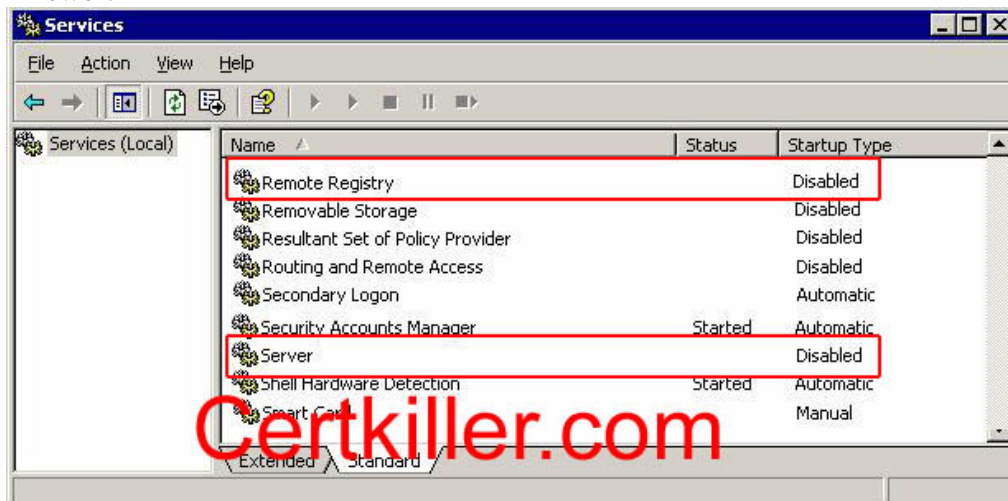 Services
File Action View Help
Services (Local)
Name Status Startup Type
Remote Registry Disabled
Removable Storage Disabled
Resultant Set of Policy Provider Disabled
Routing and Remote Access Disabled
Secondary Logon Automatic
Security Accounts Manager Started Automatic
Server Disabled
Shell Hardware Detection Started Automatic
Smart Card Manual
Certkiller.com
Extended Standard